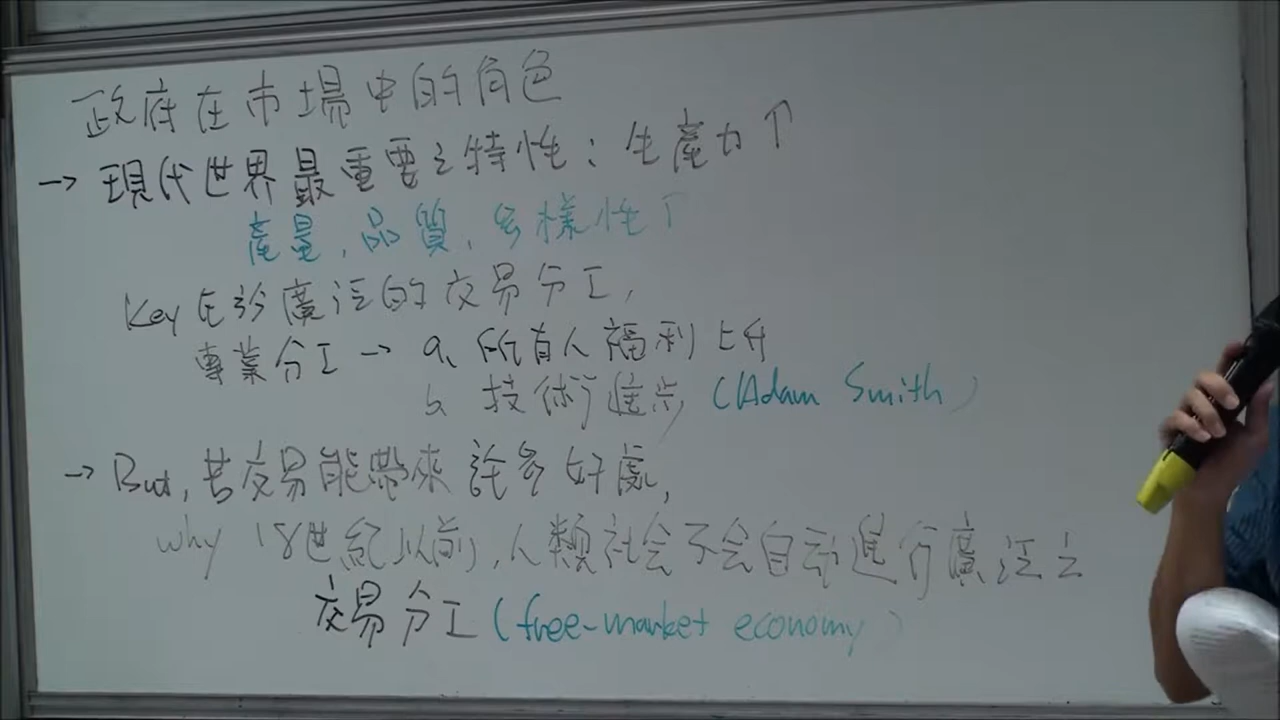 政府在市場中的角色
→ 現代世界最重要之特性：生產力↑
產量，品質，多樣性↑
Key在於廣泛的交易分工，
專業分工 → a. 所有人福利上升
b. 技術進步 (Adam Smith)
→ But, 若交易能帶來許多好處，
why 18世紀以前，人類社会不会自动進行廣泛之
交易分工 (free-market economy)